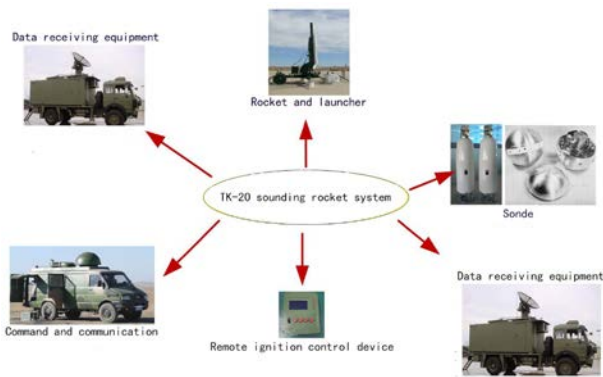 Data receiving equipment
Rocket and launcher
TK-20 sounding rocket system
Sonde
Command and communication
Remote ignition control device
Data receiving equipment